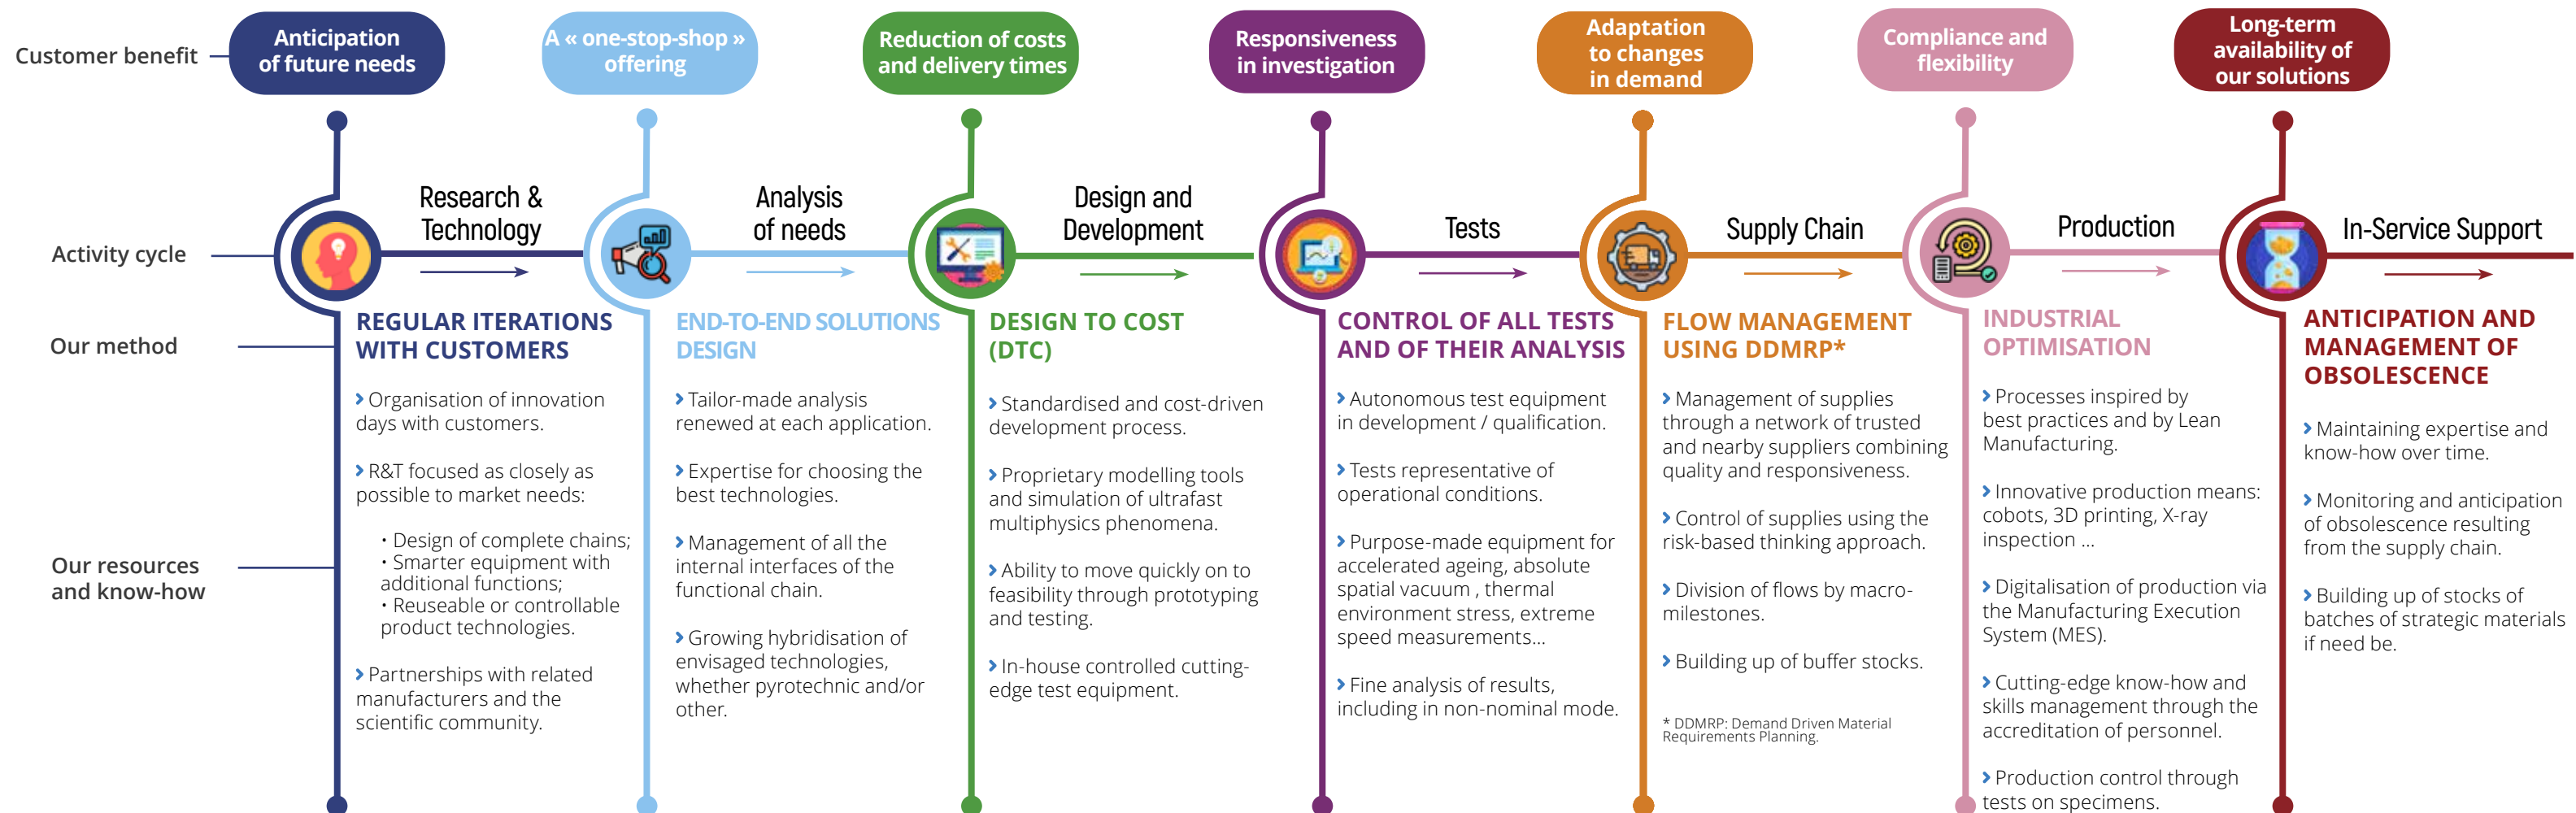 Customer benefit
Anticipation
of future needs
A « one-stop-shop »
offering
Reduction of costs
and delivery times
Responsiveness
in investigation
Adaptation
to changes
in demand
Compliance and
flexibility
Long-term
availability of
our solutions
Activity cycle
Research &
Technology
Analysis
of needs
Design and
Development
Tests
Supply Chain
Production
In-Service Support
Our method
Our resources
and know-how
REGULAR ITERATIONS
WITH CUSTOMERS
› Organisation of innovation
days with customers.
› R&T focused as closely as
possible to market needs:
• Design of complete chains;
• Smarter equipment with
additional functions;
• Reuseable or controllable
product technologies.
› Partnerships with related
manufacturers and the
scientific community.
END-TO-END SOLUTIONS
DESIGN
› Tailor-made analysis
renewed at each application.
› Expertise for choosing the
best technologies.
› Management of all the
internal interfaces of the
functional chain.
› Growing hybridisation of
envisaged technologies,
whether pyrotechnic and/or
other.
DESIGN TO COST
(DTC)
› Standardised and cost-driven
development process.
› Proprietary modelling tools
and simulation of ultrafast
multiphysics phenomena.
› Ability to move quickly on to
feasibility through prototyping
and testing.
› In-house controlled cutting-
edge test equipment.
CONTROL OF ALL TESTS
AND OF THEIR ANALYSIS
› Autonomous test equipment
in development / qualification.
› Tests representative of
operational conditions.
› Purpose-made equipment for
accelerated ageing, absolute
spatial vacuum , thermal
environment stress, extreme
speed measurements...
› Fine analysis of results,
including in non-nominal mode.
FLOW MANAGEMENT
USING DDMRP*
› Management of supplies
through a network of trusted
and nearby suppliers combining
quality and responsiveness.
› Control of supplies using the
risk-based thinking approach.
› Division of flows by macro-
milestones.
› Building up of buffer stocks.
* DDMRP: Demand Driven Material
Requirements Planning.
INDUSTRIAL
OPTIMISATION
› Processes inspired by
best practices and by Lean
Manufacturing.
› Innovative production means:
cobots, 3D printing, X-ray
inspection ...
› Digitalisation of production via
the Manufacturing Execution
System (MES).
› Cutting-edge know-how and
skills management through the
accreditation of personnel.
› Production control through
tests on specimens.
ANTICIPATION AND
MANAGEMENT OF
OBSOLESCENCE
› Maintaining expertise and
know-how over time.
› Monitoring and anticipation
of obsolescence resulting
from the supply chain.
› Building up of stocks of
batches of strategic materials
if need be.